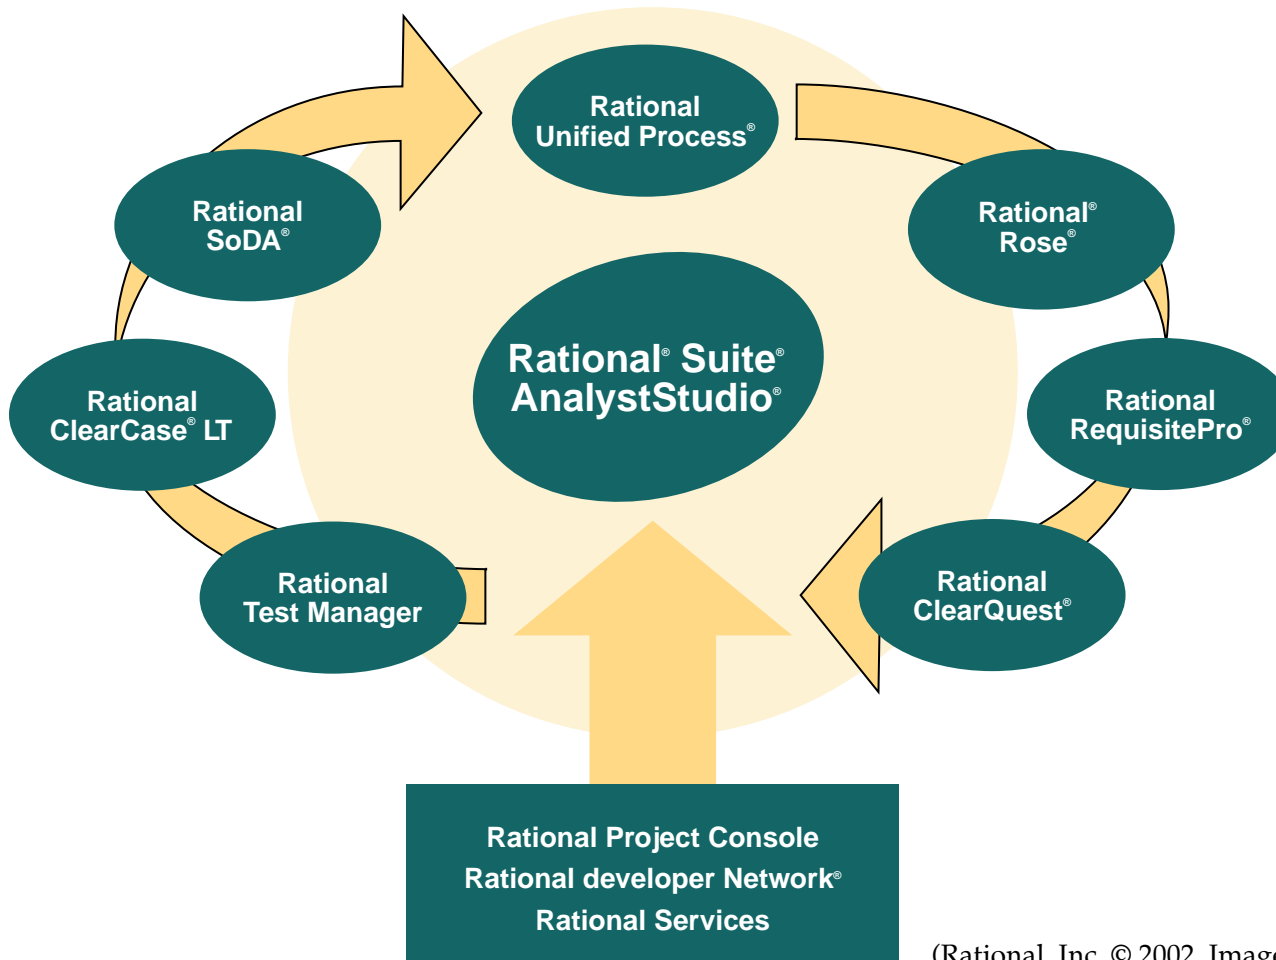 Rational
Unified Process®
Rational®
Rose®
Rational
SoDA®
Rational® Suite®
AnalystStudio®
Rational
ClearCase® LT
Rational
RequisitePro®
Rational
Test Manager
Rational
ClearQuest®
Rational Project Console
Rational developer Network®
Rational Services
(Rational, Inc. © 2002. Image